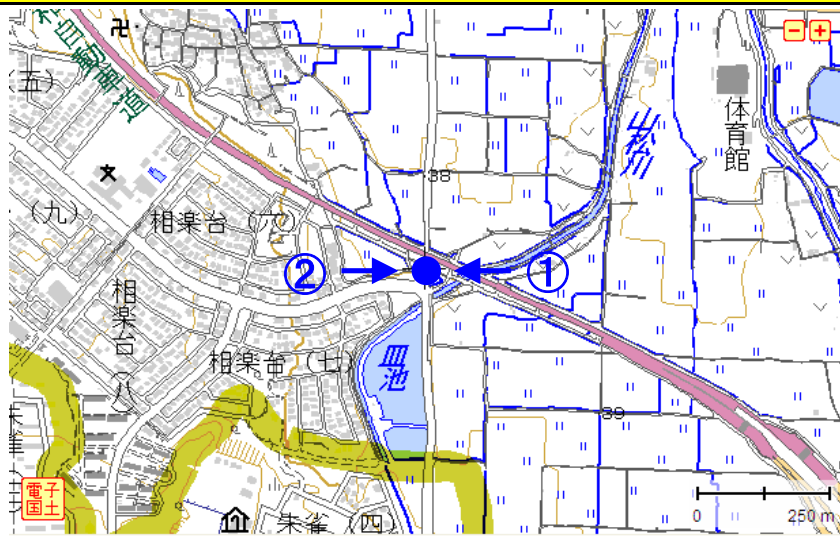 自動車道
(五)
体育館
38
(九)
相楽台 (六)
②
①
相楽台 (八)
相楽台 (七)
皿池
39
電子
国土
0
250 m
朱雀 (四)